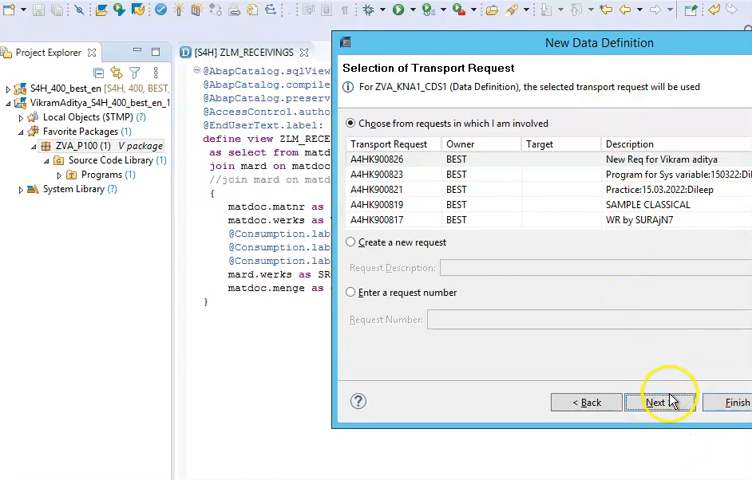 Project Explorer
S4H_400_best_en [S4H, 400, BEST, EN]
VikramAditya_S4H_400_best_en_1
Local Objects ($TMP) (?)
Favorite Packages (1)
ZVA_P100 (1) V package
Source Code Library (1)
Programs (1)
System Library (?)
[S4H] ZLM_RECEIVINGS
@AbapCatalog.sqlView
@AbapCatalog.compile
@AbapCatalog.preserv
@AccessControl.autho
@EndUserText.label:
define view ZLM_RECE
as select from matd
join mard on matdoc.
//join mard on matd
{
matdoc.matnr as
matdoc.werks as
@Consumption.lab
@Consumption.lab
@Consumption.lab
mard.werks as SR
matdoc.menge as
}
New Data Definition
Selection of Transport Request
For ZVA_KNA1_CDS1 (Data Definition), the selected transport request will be used
Choose from requests in which I am involved
Transport Request Owner Target Description
A4HK900826 BEST New Req for Vikram aditya
A4HK900823 BEST Program for Sys variable:150322:Dil
A4HK900821 BEST Practice:15.03.2022:Dileep
A4HK900819 BEST SAMPLE CLASSICAL
A4HK900817 BEST WR by SURAjN7
Create a new request
Request Description:
Enter a request number
Request Number:
? < Back Next > Finish